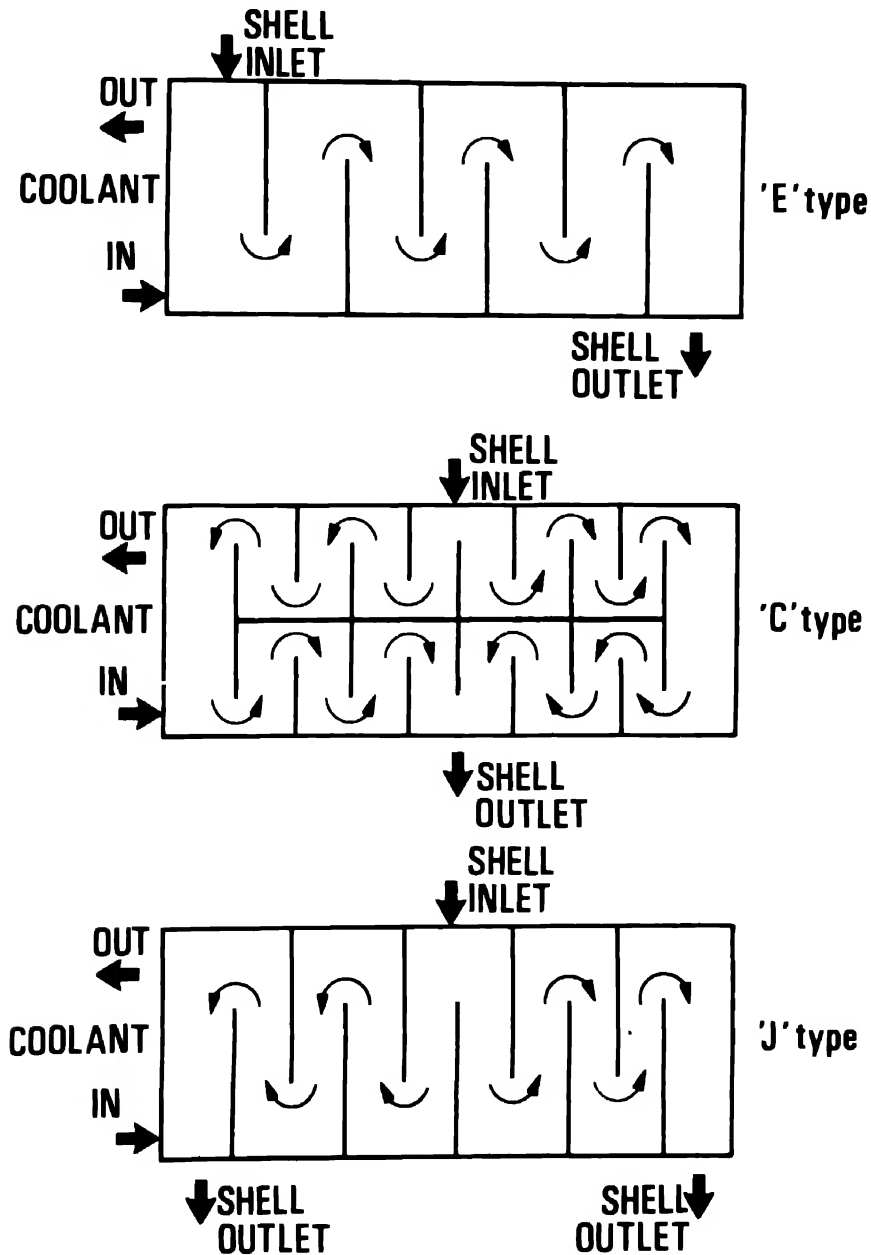 SHELL
INLET
OUT
COOLANT
'E' type
IN
SHELL
OUTLET
SHELL
INLET
OUT
COOLANT
'C' type
IN
SHELL
OUTLET
SHELL
INLET
OUT
COOLANT
'J' type
IN
SHELL
OUTLET
SHELL
OUTLET